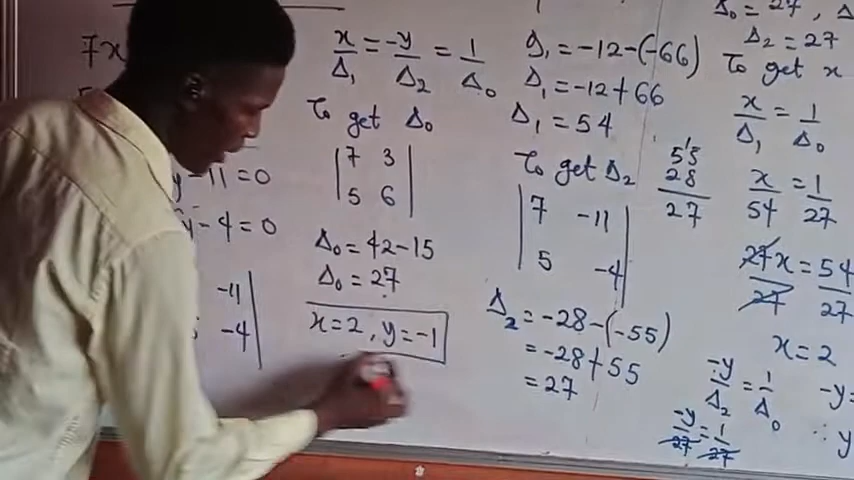 7x
y-11=0
y-4=0
-11
-4
x/Δ₁ = -y/Δ₂ = 1/Δ₀
To get Δ₀
7 3
5 6
Δ₀ = 42-15
Δ₀ = 27
x=2, y=-1
Δ₁ = -12-(-66)
Δ₁ = -12+66
Δ₁ = 54
To get Δ₂
7 -11
5 -4
55
28
27
Δ₂ = -28-(-55)
= -28+55
= 27
Δ₀ = 27,
Δ₂ = 27
To get x
x/Δ₁ = 1/Δ₀
x/54 = 1/27
27x/27 = 54/27
x=2
-y/Δ₂ = 1/Δ₀
-y/27 = 1/27
-y=
∴ y